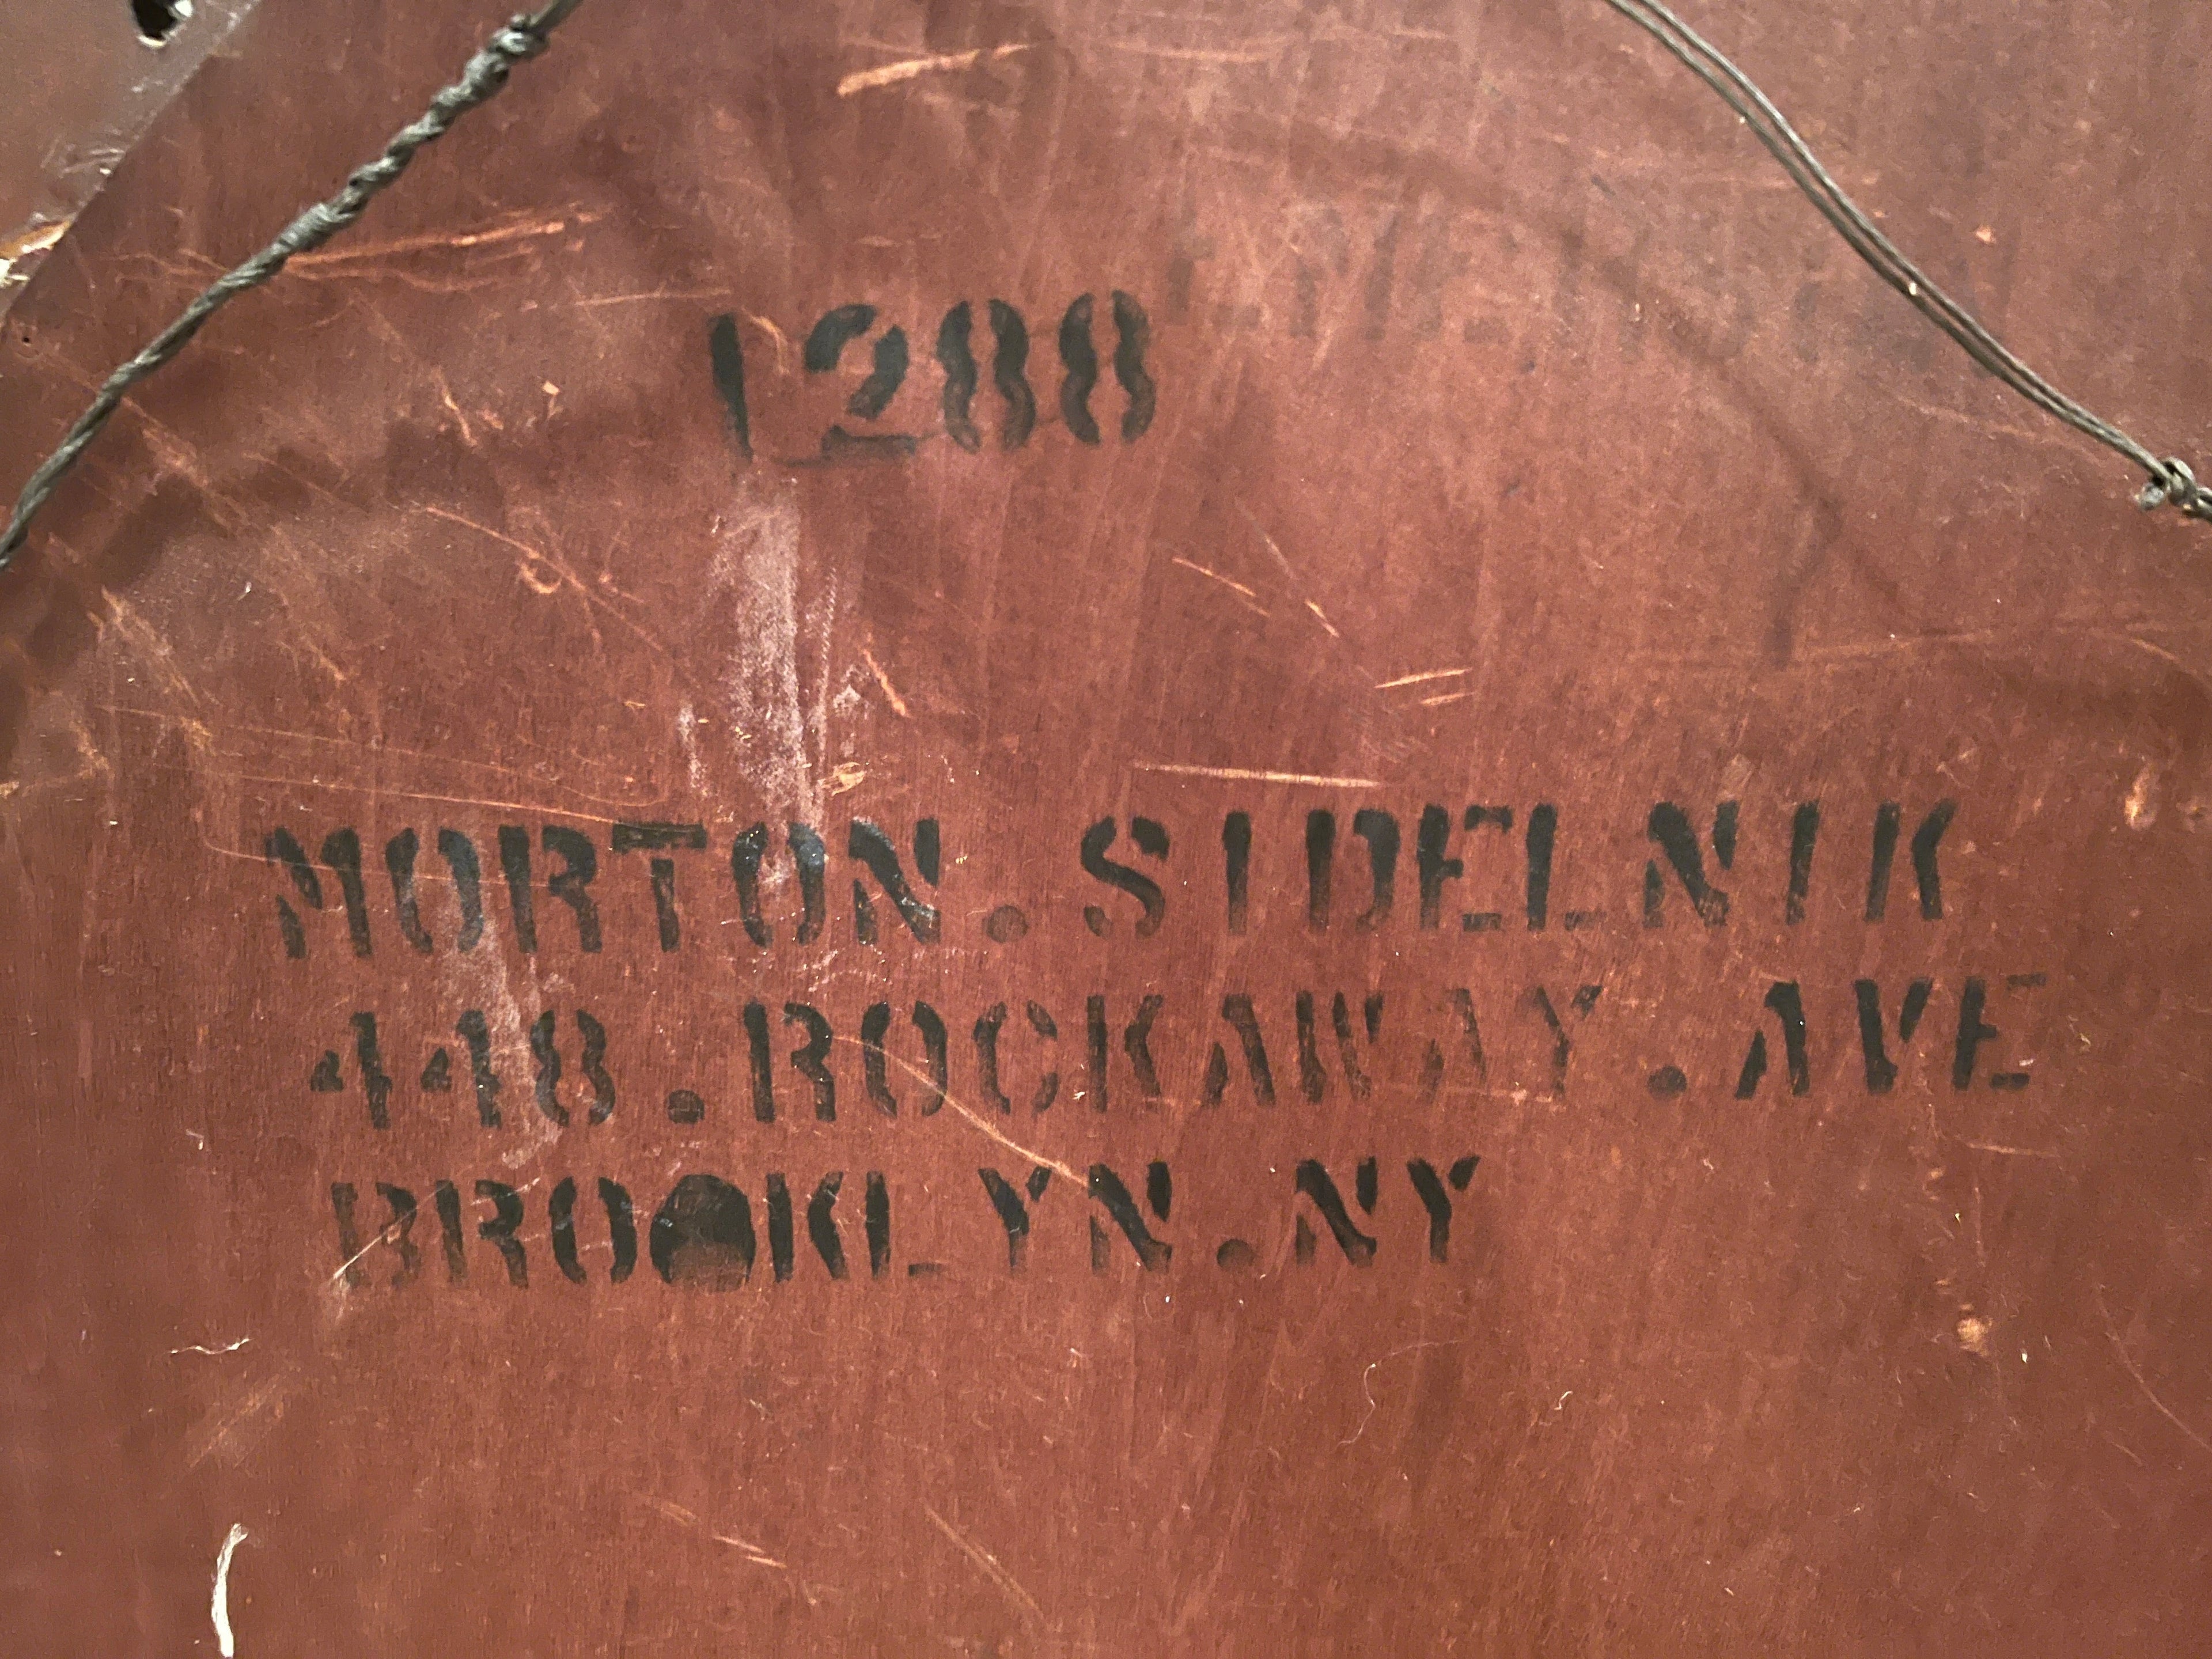 1288
MORTON.SIDELNIK
448.ROCKAWAY.AVE
BROOKLYN.NY